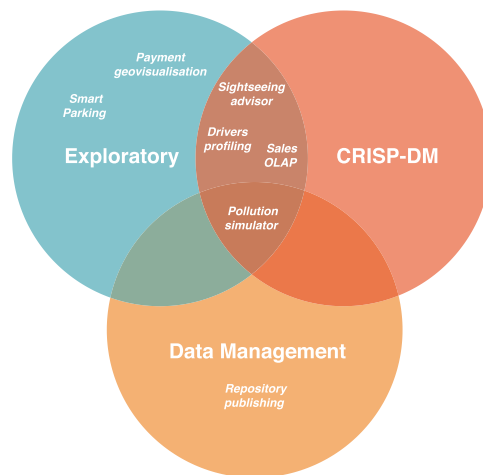 Payment
geovisualisation
Sightseeing
advisor
Smart
Parking
Drivers
profiling
Sales
OLAP
Exploratory
CRISP-DM
Pollution
simulator
Data Management
Repository
publishing